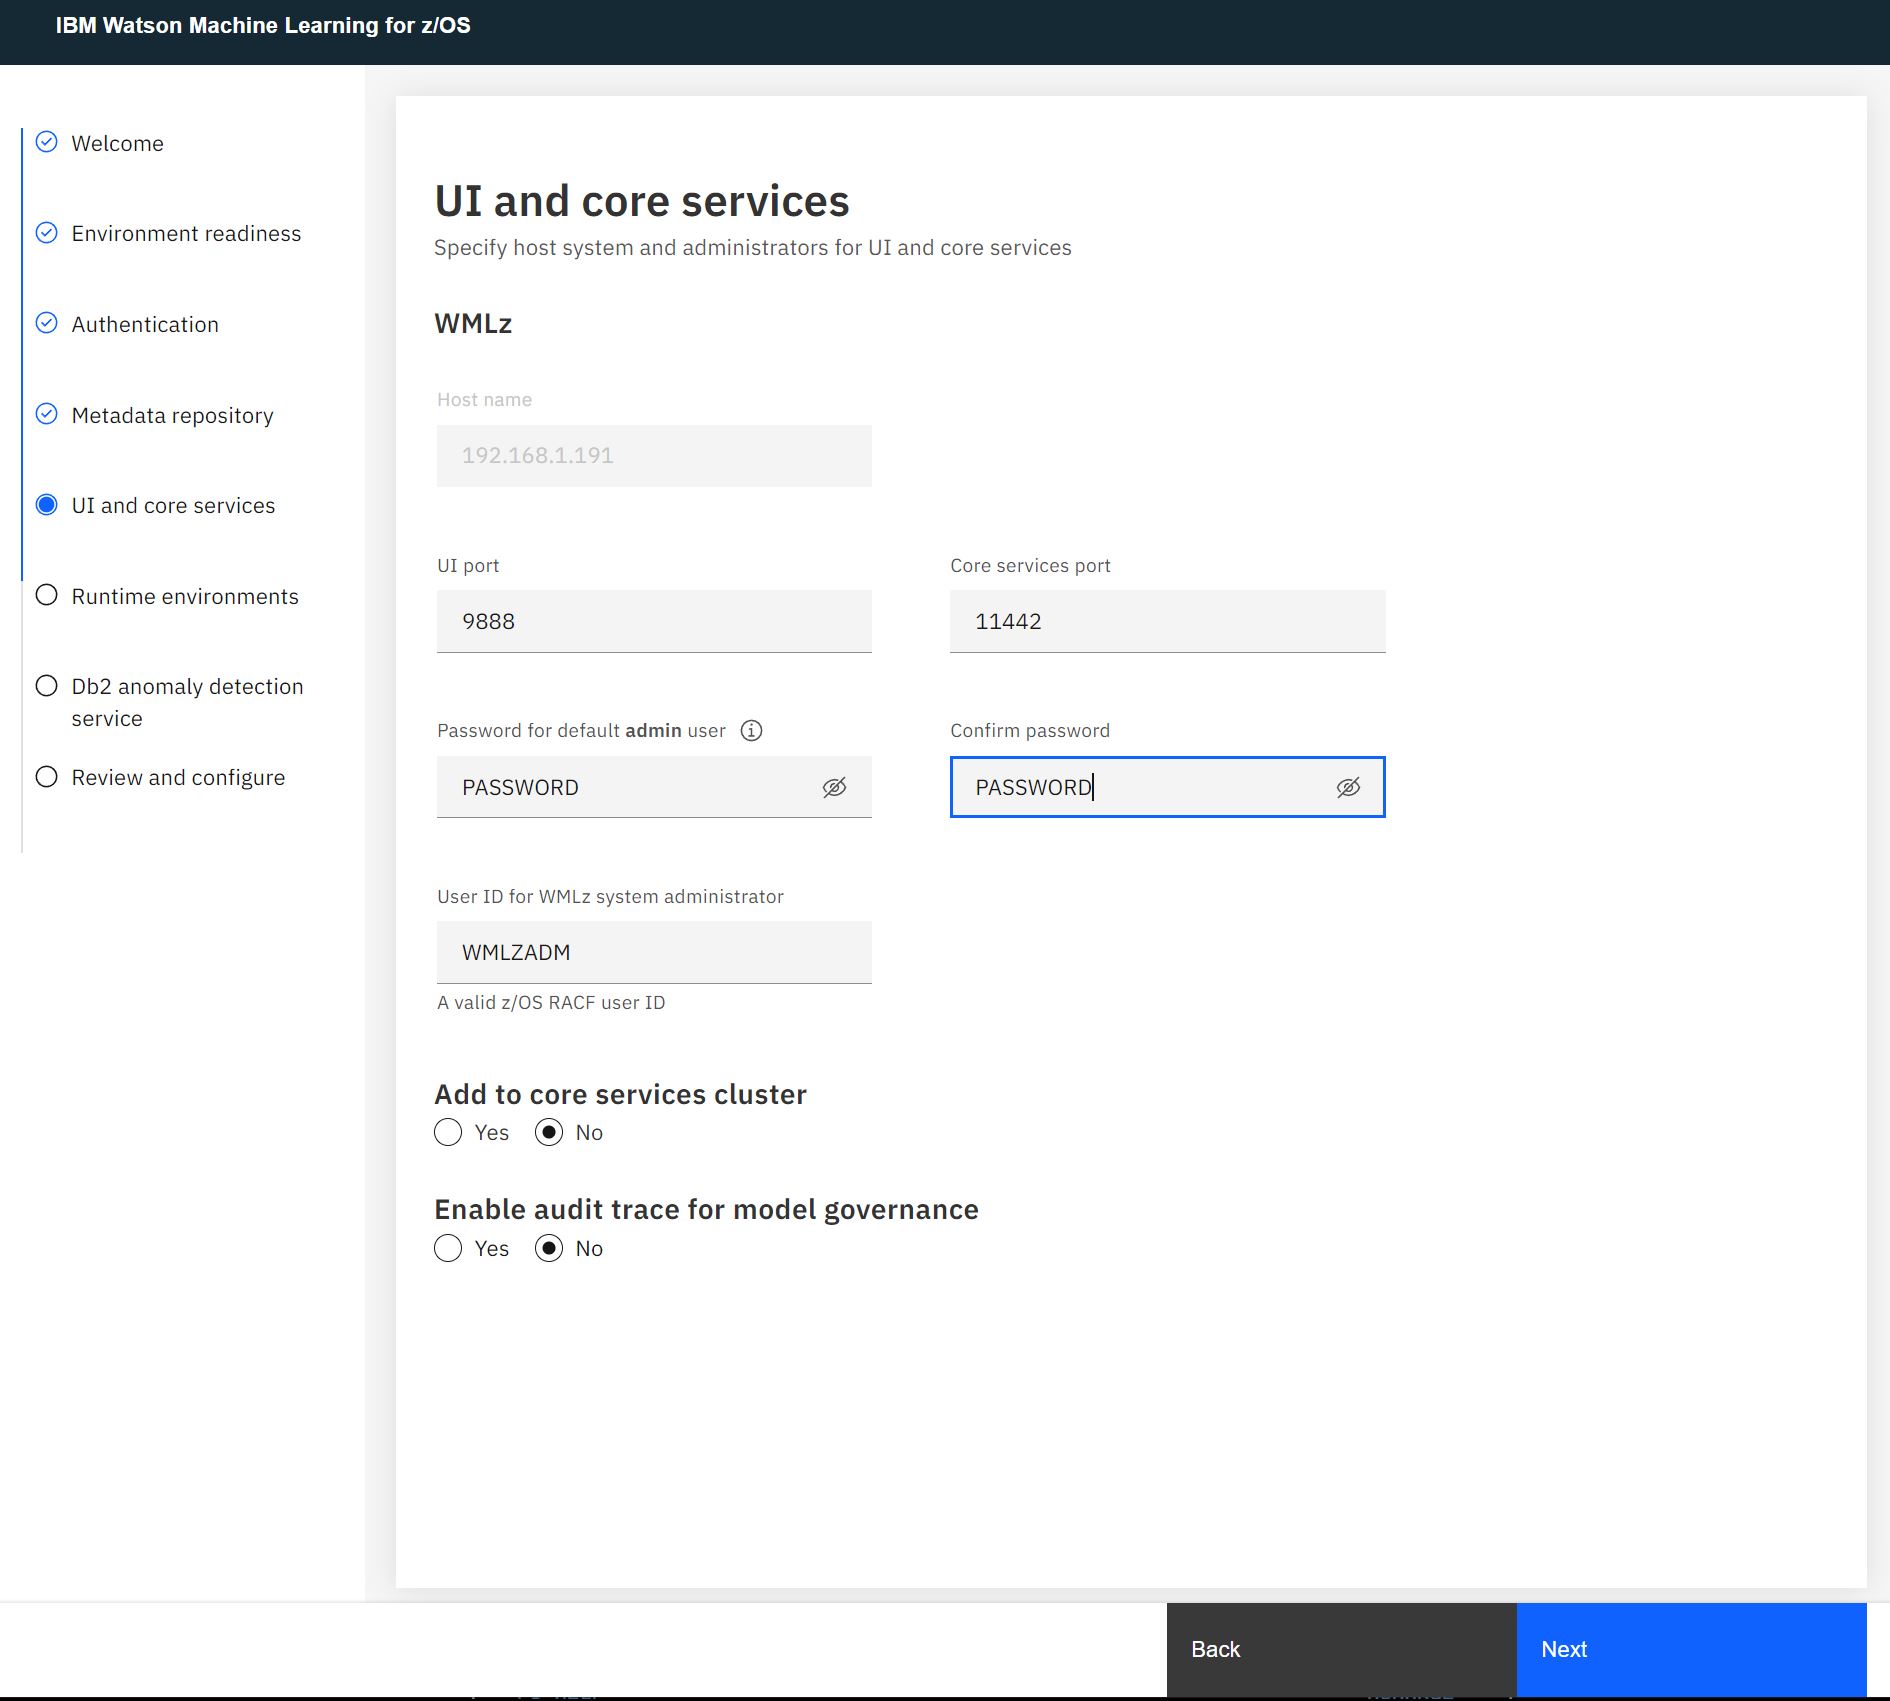 IBM Watson Machine Learning for z/OS
Welcome
Environment readiness
Authentication
Metadata repository
UI and core services
Runtime environments
Db2 anomaly detection
service
Review and configure
UI and core services
Specify host system and administrators for UI and core services
WMLz
Host name
192.168.1.191
UI port
Core services port
9888
11442
Password for default admin user
Confirm password
PASSWORD
PASSWORD
User ID for WMLz system administrator
WMLZADM
A valid z/OS RACF user ID
Add to core services cluster
Yes No
Enable audit trace for model governance
Yes No
Back
Next